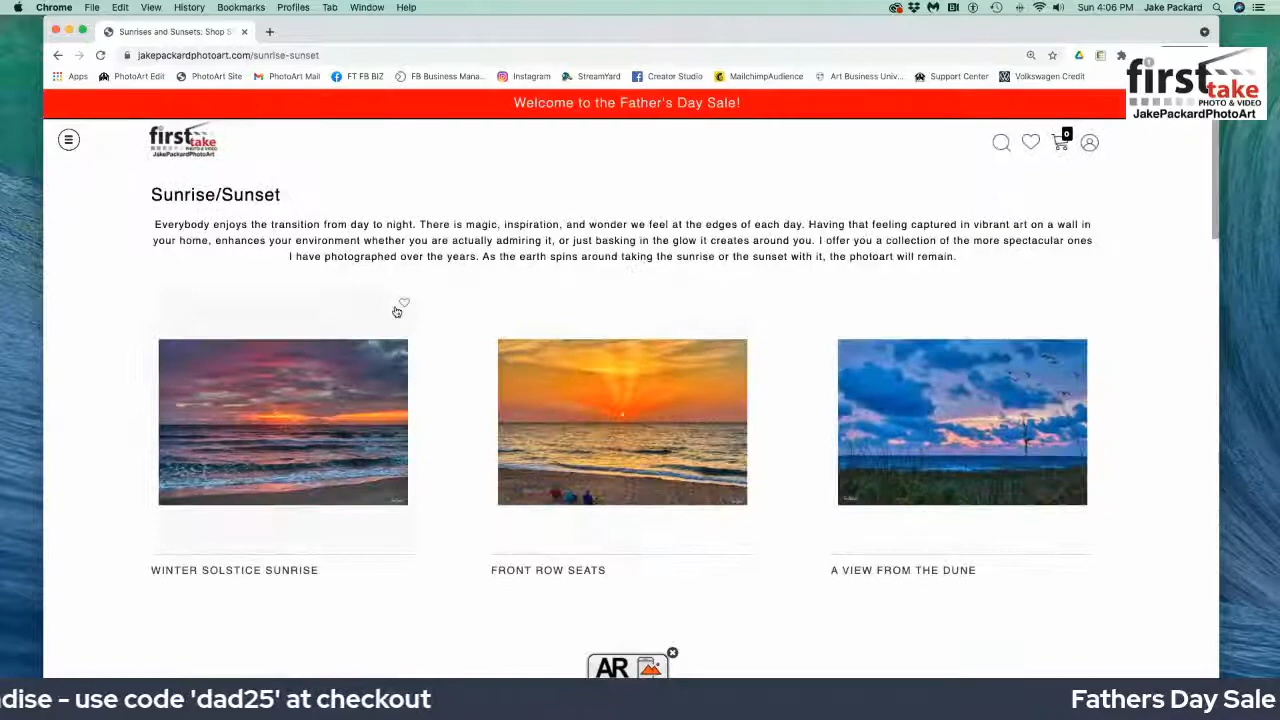 Chrome File Edit View History Bookmarks Profiles Tab Window Help Sun 4:06 PM Jake Packard
Sunrises and Sunsets: Shop S
jakepackardphotoart.com/sunrise-sunset
Apps PhotoArt Edit PhotoArt Site PhotoArt Mail FT FB BIZ FB Business Mana... Instagram StreamYard Creator Studio MailchimpAudience Art Business Univ... Support Center Volkswagen Credit
first
take
PHOTO & VIDEO
JakePackardPhotoArt
Welcome to the Father's Day Sale!
first
take
PHOTO & VIDEO
JakePackardPhotoArt
0
Sunrise/Sunset
Everybody enjoys the transition from day to night. There is magic, inspiration, and wonder we feel at the edges of each day. Having that feeling captured in vibrant art on a wall in
your home, enhances your environment whether you are actually admiring it, or just basking in the glow it creates around you. I offer you a collection of the more spectacular ones
I have photographed over the years. As the earth spins around taking the sunrise or the sunset with it, the photoart will remain.
WINTER SOLSTICE SUNRISE
FRONT ROW SEATS
A VIEW FROM THE DUNE
AR
dise - use code 'dad25' at checkout
Fathers Day Sale